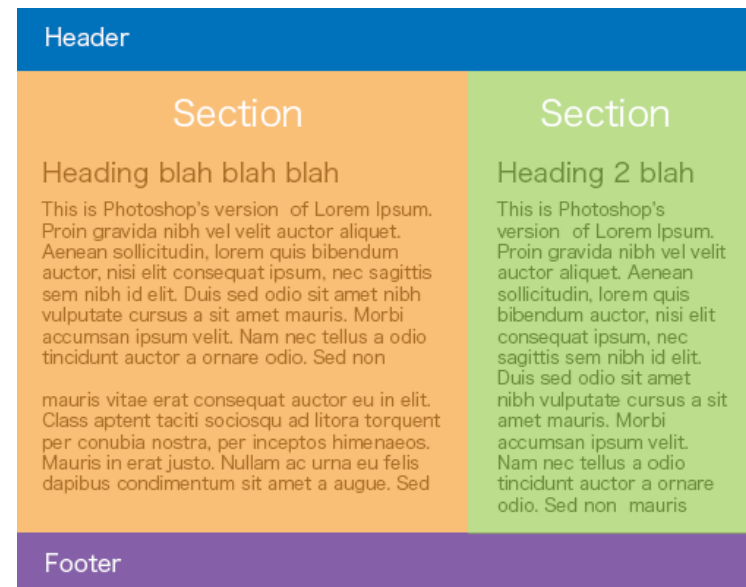 Header
Section
Heading blah blah blah
This is Photoshop's version of Lorem Ipsum.
Proin gravida nibh vel velit auctor aliquet.
Aenean sollicitudin, lorem quis bibendum
auctor, nisi elit consequat ipsum, nec sagittis
sem nibh id elit. Duis sed odio sit amet nibh
vulputate cursus a sit amet mauris. Morbi
accumsan ipsum velit. Nam nec tellus a odio
tincidunt auctor a ornare odio. Sed non
mauris vitae erat consequat auctor eu in elit.
Class aptent taciti sociosqu ad litora torquent
per conubia nostra, per inceptos himenaeos.
Mauris in erat justo. Nullam ac urna eu felis
dapibus condimentum sit amet a augue. Sed
Section
Heading 2 blah
This is Photoshop's
version of Lorem Ipsum.
Proin gravida nibh vel velit
auctor aliquet. Aenean
sollicitudin, lorem quis
bibendum auctor, nisi elit
consequat ipsum, nec
sagittis sem nibh id elit.
Duis sed odio sit amet
nibh vulputate cursus a sit
amet mauris. Morbi
accumsan ipsum velit.
Nam nec tellus a odio
tincidunt auctor a ornare
odio. Sed non mauris
Footer